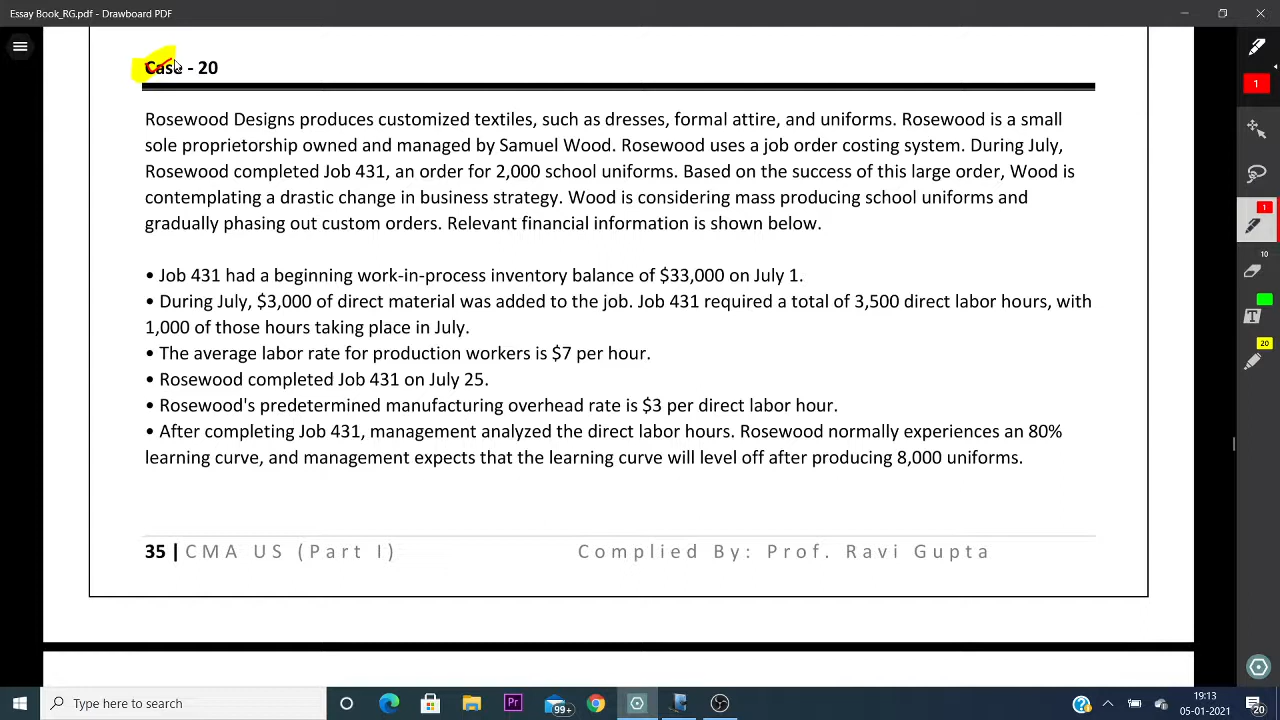 Essay Book_RG.pdf - Drawboard PDF
Case - 20
Rosewood Designs produces customized textiles, such as dresses, formal attire, and uniforms. Rosewood is a small
sole proprietorship owned and managed by Samuel Wood. Rosewood uses a job order costing system. During July,
Rosewood completed Job 431, an order for 2,000 school uniforms. Based on the success of this large order, Wood is
contemplating a drastic change in business strategy. Wood is considering mass producing school uniforms and
gradually phasing out custom orders. Relevant financial information is shown below.
• Job 431 had a beginning work-in-process inventory balance of $33,000 on July 1.
• During July, $3,000 of direct material was added to the job. Job 431 required a total of 3,500 direct labor hours, with
1,000 of those hours taking place in July.
• The average labor rate for production workers is $7 per hour.
• Rosewood completed Job 431 on July 25.
• Rosewood's predetermined manufacturing overhead rate is $3 per direct labor hour.
• After completing Job 431, management analyzed the direct labor hours. Rosewood normally experiences an 80%
learning curve, and management expects that the learning curve will level off after producing 8,000 uniforms.
35 | CMA US (Part I) Complied By: Prof. Ravi Gupta
1
1
10
T
20
Type here to search
Pr
99+
19:13
05-01-2021
20